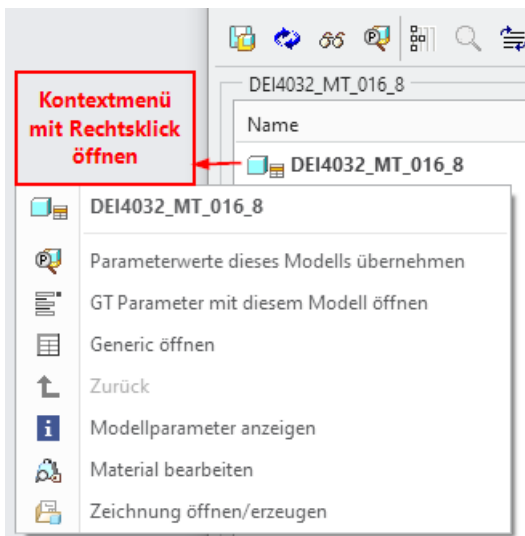 DEI4032_MT_016_8
Kontextmenü
mit Rechtsklick
öffnen
Name
DEI4032_MT_016_8
DEI4032_MT_016_8
Parameterwerte dieses Modells übernehmen
GT Parameter mit diesem Modell öffnen
Generic öffnen
Zurück
Modellparameter anzeigen
Material bearbeiten
Zeichnung öffnen/erzeugen